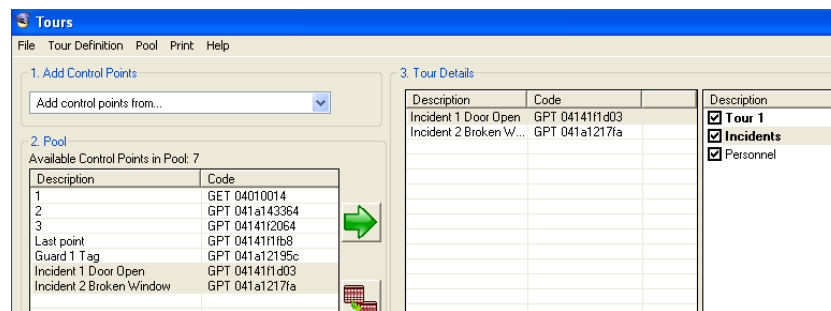 Tours
File Tour Definition Pool Print Help
1. Add Control Points
Add control points from...
2. Pool
Available Control Points in Pool: 7
Description Code
1 GET 04010014
2 GPT 041a143364
3 GPT 04141f2064
Last point GPT 04141f1fb8
Guard 1 Tag GPT 041a12195c
Incident 1 Door Open GPT 04141f1d03
Incident 2 Broken Window GPT 041a1217fa
3. Tour Details
Description Code
Incident 1 Door Open GPT 04141f1d03
Incident 2 Broken W... GPT 041a1217fa
Description
Tour 1
Incidents
Personnel